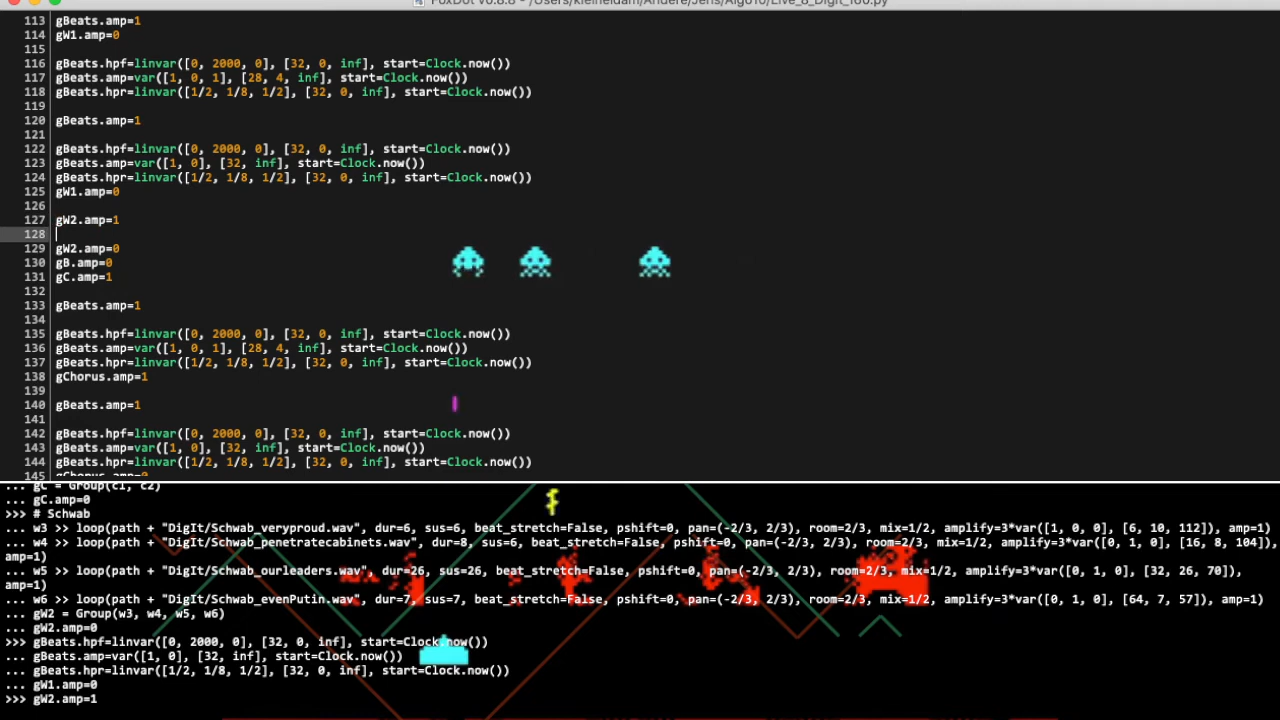 FoxDot v0.8.8 - /Users/kleineidam/Andere/Jens/Algo10/Live_8_Digit_160.py
113 gBeats.amp=1
114 gW1.amp=0
115
116 gBeats.hpf=linvar([0, 2000, 0], [32, 0, inf], start=Clock.now())
117 gBeats.amp=var([1, 0, 1], [28, 4, inf], start=Clock.now())
118 gBeats.hpr=linvar([1/2, 1/8, 1/2], [32, 0, inf], start=Clock.now())
119
120 gBeats.amp=1
121
122 gBeats.hpf=linvar([0, 2000, 0], [32, 0, inf], start=Clock.now())
123 gBeats.amp=var([1, 0], [32, inf], start=Clock.now())
124 gBeats.hpr=linvar([1/2, 1/8, 1/2], [32, 0, inf], start=Clock.now())
125 gW1.amp=0
126
127 gW2.amp=1
128
129 gW2.amp=0
130 gB.amp=0
131 gC.amp=1
132
133 gBeats.amp=1
134
135 gBeats.hpf=linvar([0, 2000, 0], [32, 0, inf], start=Clock.now())
136 gBeats.amp=var([1, 0, 1], [28, 4, inf], start=Clock.now())
137 gBeats.hpr=linvar([1/2, 1/8, 1/2], [32, 0, inf], start=Clock.now())
138 gChorus.amp=1
139
140 gBeats.amp=1
141
142 gBeats.hpf=linvar([0, 2000, 0], [32, 0, inf], start=Clock.now())
143 gBeats.amp=var([1, 0], [32, inf], start=Clock.now())
144 gBeats.hpr=linvar([1/2, 1/8, 1/2], [32, 0, inf], start=Clock.now())
145 gChorus.amp=0
... gC = Group(c1, c2)
... gC.amp=0
>>> # Schwab
... w3 >> loop(path + "DigIt/Schwab_veryproud.wav", dur=6, sus=6, beat_stretch=False, pshift=0, pan=(-2/3, 2/3), room=2/3, mix=1/2, amplify=3*var([1, 0, 0], [6, 10, 112]), amp=1)
... w4 >> loop(path + "DigIt/Schwab_penetratecabinets.wav", dur=8, sus=6, beat_stretch=False, pshift=0, pan=(-2/3, 2/3), room=2/3, mix=1/2, amplify=3*var([0, 1, 0], [16, 8, 104]),
amp=1)
... w5 >> loop(path + "DigIt/Schwab_ourleaders.wav", dur=26, sus=26, beat_stretch=False, pshift=0, pan=(-2/3, 2/3), room=2/3, mix=1/2, amplify=3*var([0, 1, 0], [32, 26, 70]),
amp=1)
... w6 >> loop(path + "DigIt/Schwab_evenPutin.wav", dur=7, sus=7, beat_stretch=False, pshift=0, pan=(-2/3, 2/3), room=2/3, mix=1/2, amplify=3*var([0, 1, 0], [64, 7, 57]), amp=1)
... gW2 = Group(w3, w4, w5, w6)
... gW2.amp=0
>>> gBeats.hpf=linvar([0, 2000, 0], [32, 0, inf], start=Clock.now())
... gBeats.amp=var([1, 0], [32, inf], start=Clock.now())
... gBeats.hpr=linvar([1/2, 1/8, 1/2], [32, 0, inf], start=Clock.now())
... gW1.amp=0
>>> gW2.amp=1